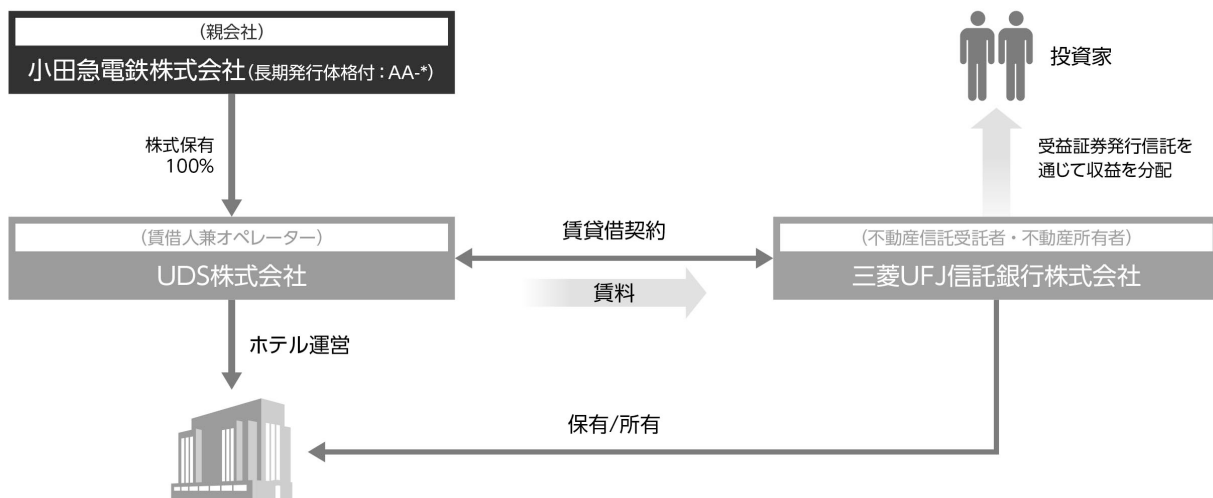 (親会社)
小田急電鉄株式会社(長期発行体格付:AA-*)
投資家
株式保有
100%
受益証券発行信託を
通じて収益を分配
(賃借人兼オペレーター)
UDS株式会社
賃貸借契約
賃料
(不動産信託受託者・不動産所有者)
三菱UFJ信託銀行株式会社
ホテル運営
保有/所有